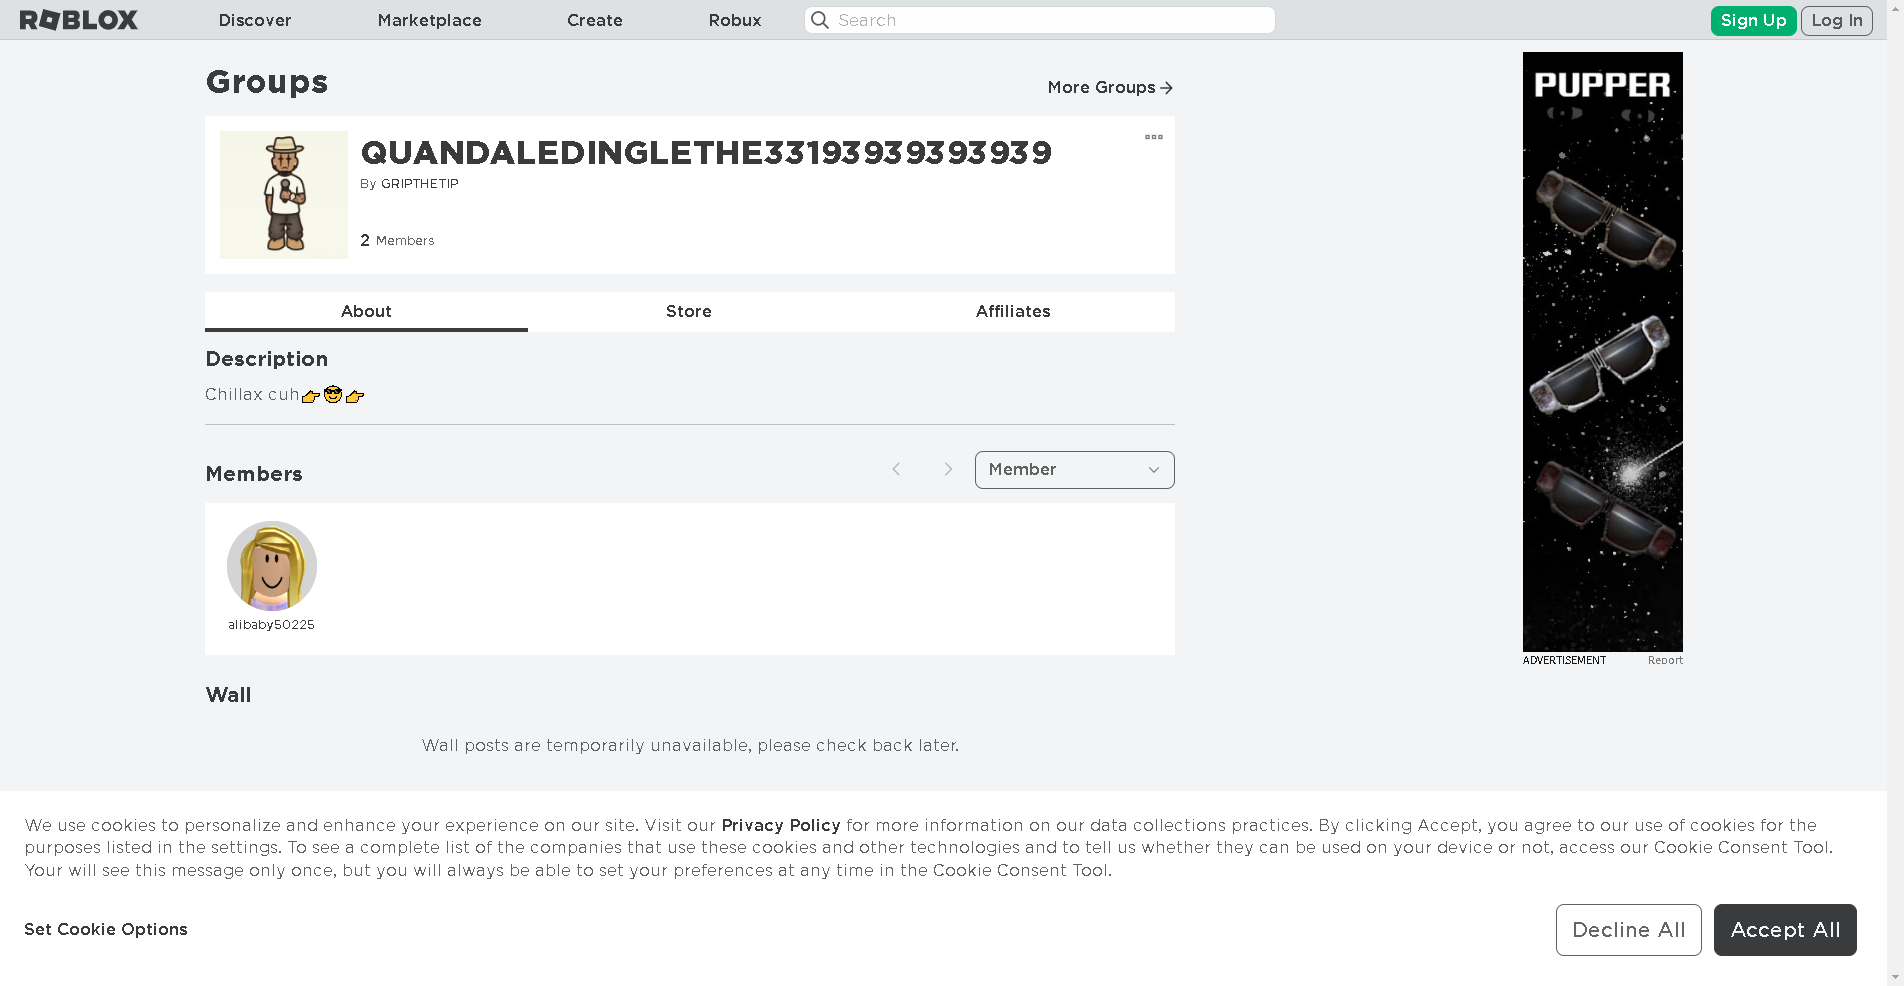 ROBLOX Discover Marketplace Create Robux Search Sign Up Log In
Groups
More Groups
QUANDALEDINGLETHE33193939393939
By GRIPTHETIP
2 Members
About Store Affiliates
Description
Chillax cuh👉😎👉
Members
Member
alibaby50225
Wall
Wall posts are temporarily unavailable, please check back later.
PUPPER
ADVERTISEMENT Report
We use cookies to personalize and enhance your experience on our site. Visit our Privacy Policy for more information on our data collections practices. By clicking Accept, you agree to our use of cookies for the
purposes listed in the settings. To see a complete list of the companies that use these cookies and other technologies and to tell us whether they can be used on your device or not, access our Cookie Consent Tool.
Your will see this message only once, but you will always be able to set your preferences at any time in the Cookie Consent Tool.
Set Cookie Options
Decline All
Accept All